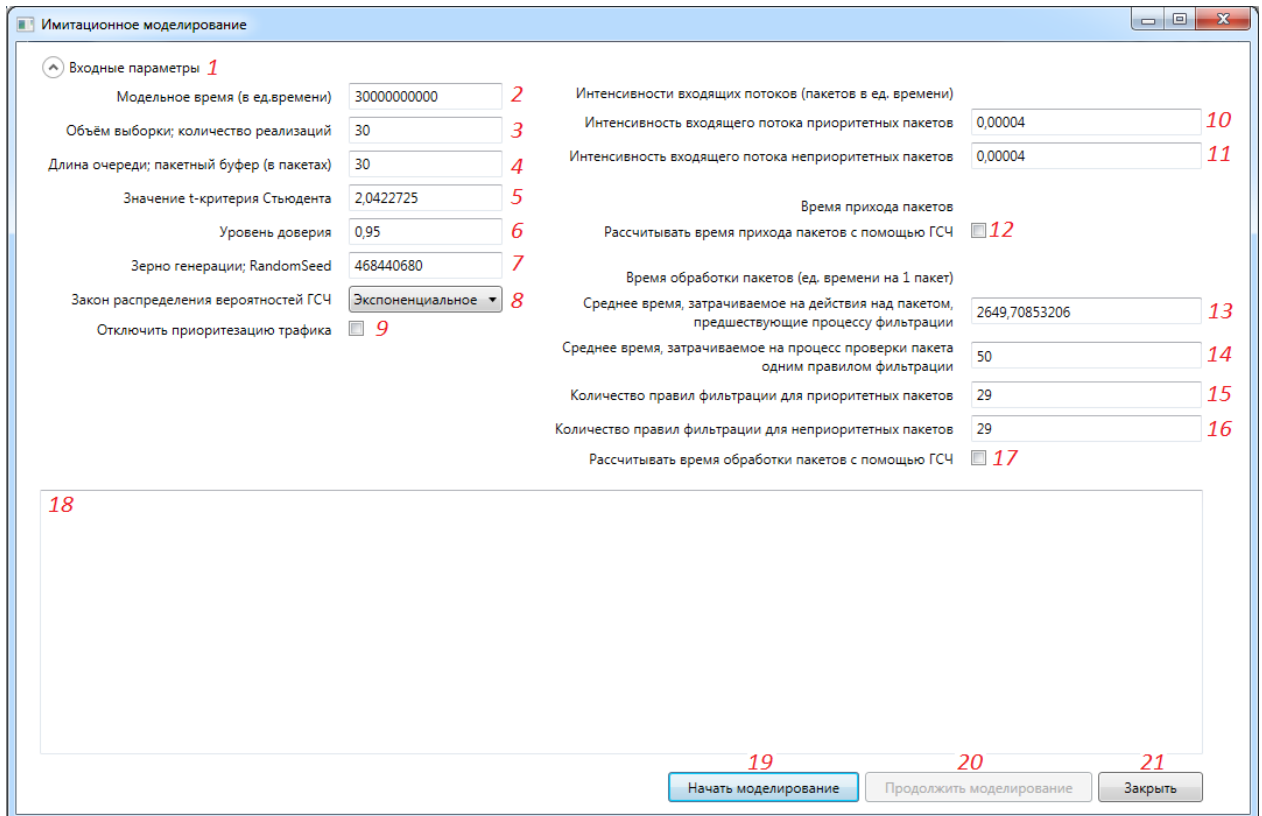 Имитационное моделирование
Входные параметры 1
Модельное время (в ед.времени) 30000000000 2
Объём выборки; количество реализаций 30 3
Длина очереди; пакетный буфер (в пакетах) 30 4
Значение t-критерия Стьюдента 2,0422725 5
Уровень доверия 0,95 6
Зерно генерации; RandomSeed 468440680 7
Закон распределения вероятностей ГСЧ Экспоненциальное 8
Отключить приоритезацию трафика 9
Интенсивности входящих потоков (пакетов в ед. времени)
Интенсивность входящего потока приоритетных пакетов 0,00004 10
Интенсивность входящего потока неприоритетных пакетов 0,00004 11
Время прихода пакетов
Рассчитывать время прихода пакетов с помощью ГСЧ 12
Время обработки пакетов (ед. времени на 1 пакет)
Среднее время, затрачиваемое на действия над пакетом,
предшествующие процессу фильтрации 2649,70853206 13
Среднее время, затрачиваемое на процесс проверки пакета
одним правилом фильтрации 50 14
Количество правил фильтрации для приоритетных пакетов 29 15
Количество правил фильтрации для неприоритетных пакетов 29 16
Рассчитывать время обработки пакетов с помощью ГСЧ 17
18
19 20 21
Начать моделирование Продолжить моделирование Закрыть